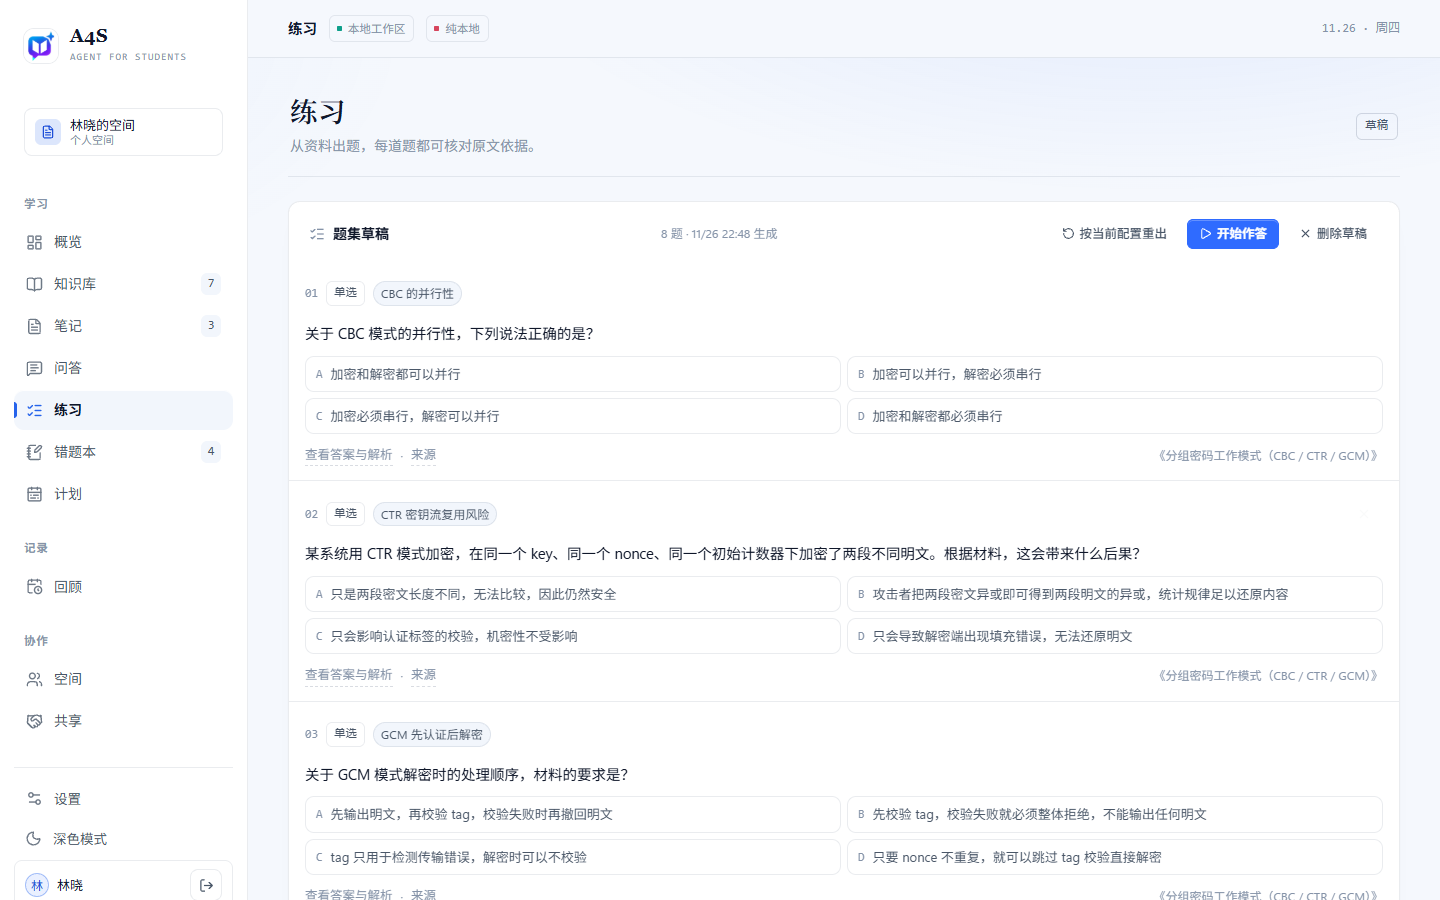 A4S
AGENT FOR STUDENTS
林晓的空间
个人空间
学习
概览
知识库 7
笔记 3
问答
练习
错题本 4
计划
记录
回顾
协作
空间
共享
设置
深色模式
林 林晓
练习 本地工作区 纯本地 11.26 · 周四
练习
从资料出题，每道题都可核对原文依据。
草稿
题集草稿 8 题 · 11/26 22:48 生成 按当前配置重出 开始作答 删除草稿
01 单选 CBC 的并行性
关于 CBC 模式的并行性，下列说法正确的是？
A 加密和解密都可以并行
B 加密可以并行，解密必须串行
C 加密必须串行，解密可以并行
D 加密和解密都必须串行
查看答案与解析 · 来源 《分组密码工作模式（CBC / CTR / GCM）》
02 单选 CTR 密钥流复用风险
某系统用 CTR 模式加密，在同一个 key、同一个 nonce、同一个初始计数器下加密了两段不同明文。根据材料，这会带来什么后果？
A 只是两段密文长度不同，无法比较，因此仍然安全
B 攻击者把两段密文异或即可得到两段明文的异或，统计规律足以还原内容
C 只会影响认证标签的校验，机密性不受影响
D 只会导致解密端出现填充错误，无法还原明文
查看答案与解析 · 来源 《分组密码工作模式（CBC / CTR / GCM）》
03 单选 GCM 先认证后解密
关于 GCM 模式解密时的处理顺序，材料的要求是？
A 先输出明文，再校验 tag，校验失败时再撤回明文
B 先校验 tag，校验失败就必须整体拒绝，不能输出任何明文
C tag 只用于检测传输错误，解密时可以不校验
D 只要 nonce 不重复，就可以跳过 tag 校验直接解密
查看答案与解析 · 来源 《分组密码工作模式（CBC / CTR / GCM）》